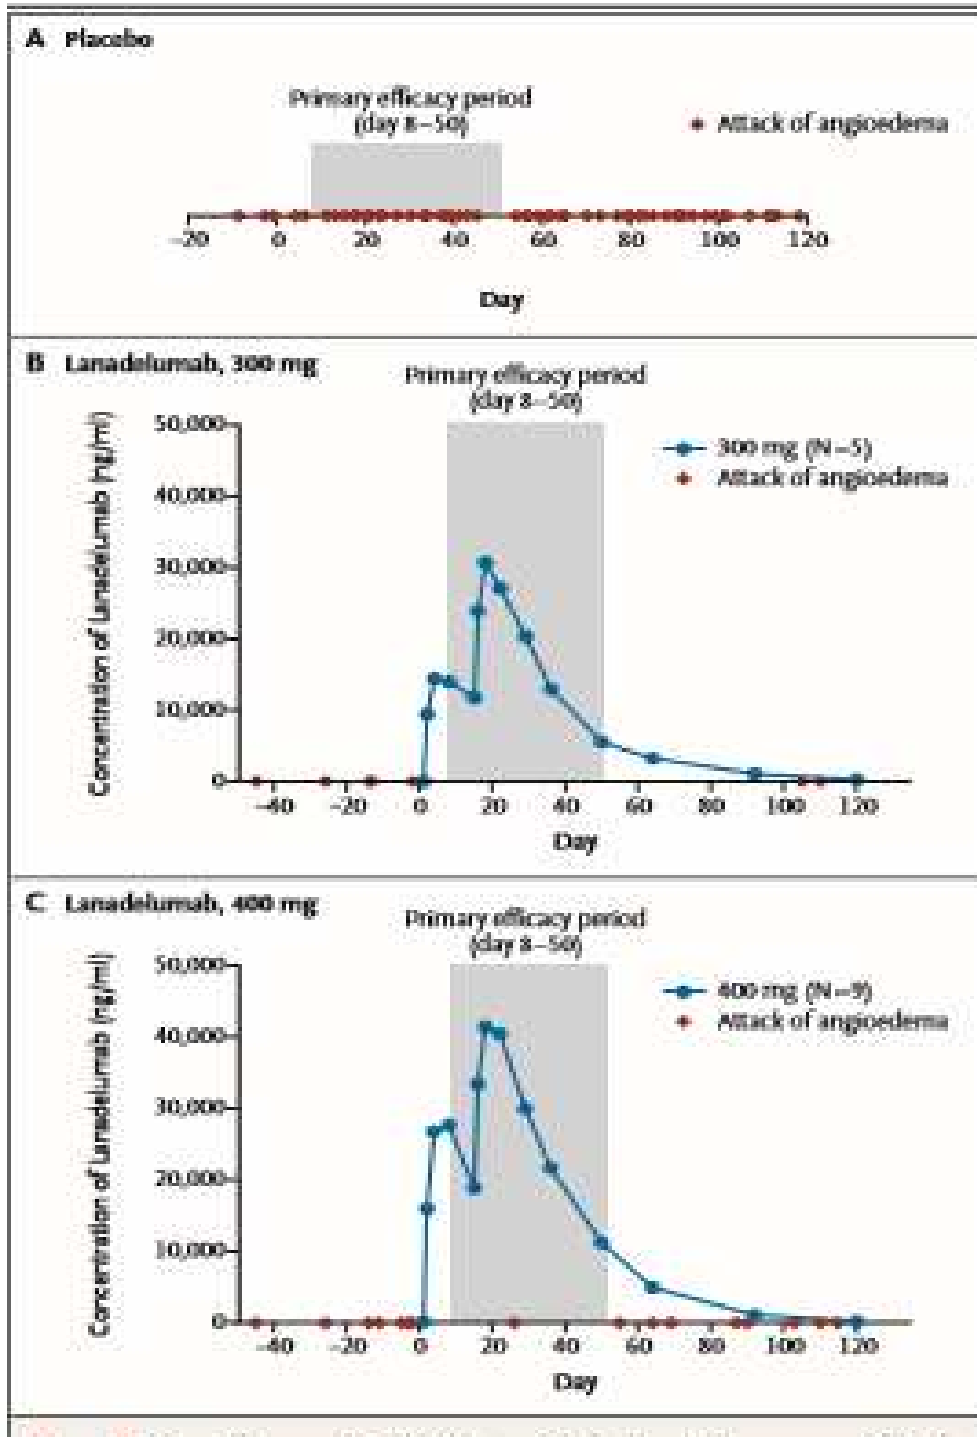 A Placebo
Primary efficacy period
(day 8–50)
Attack of angioedema
-20 0 20 40 60 80 100 120
Day
B Lanadelumab, 300 mg
Primary efficacy period
(day 8–50)
Concentration of Lanadelumab (ng/ml)
50,000
40,000
30,000
20,000
10,000
0
300 mg (N=5)
Attack of angioedema
-40 -20 0 20 40 60 80 100 120
Day
C Lanadelumab, 400 mg
Primary efficacy period
(day 8–50)
Concentration of Lanadelumab (ng/ml)
50,000
40,000
30,000
20,000
10,000
0
400 mg (N=9)
Attack of angioedema
-40 -20 0 20 40 60 80 100 120
Day